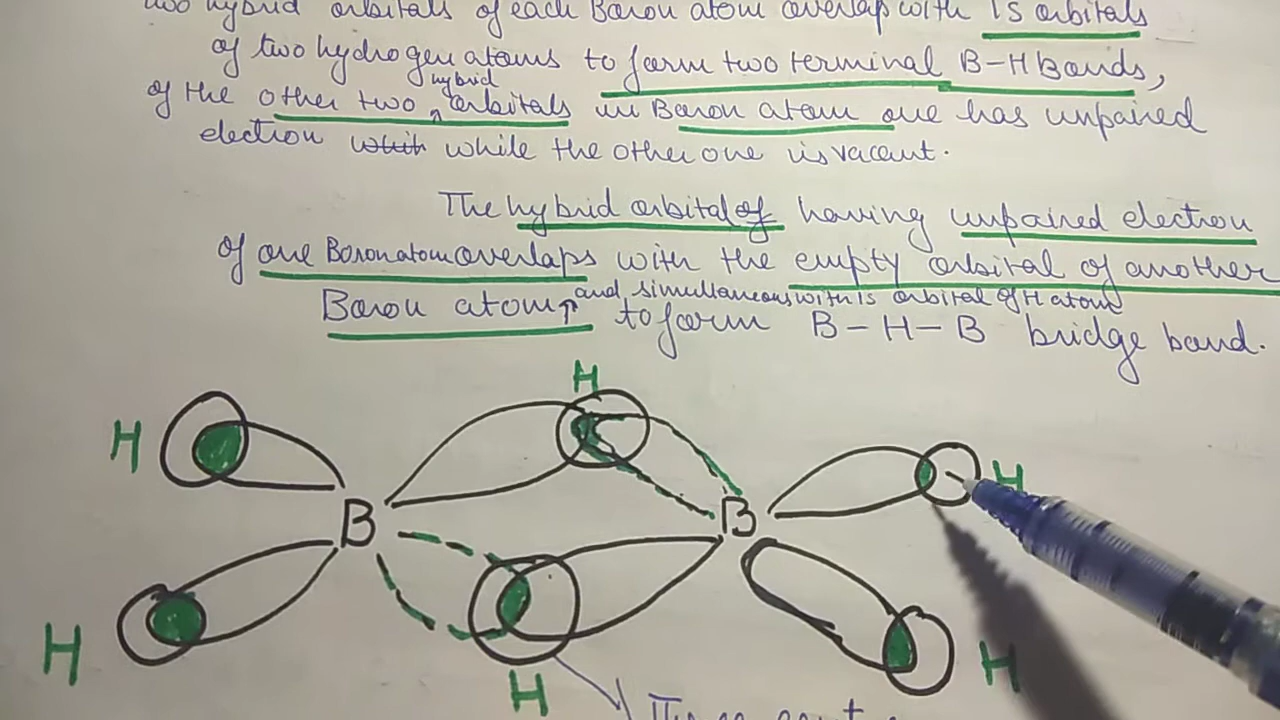 two hybrid orbitals of each Boron atom overlap with 1s orbitals
of two hydrogen atoms to form two terminal B-H Bonds,
of the other two hybrid orbitals in Boron atom one has unpaired
electron which while the other one is vacant.
The hybrid orbital of having unpaired electron
of one Boron atom overlaps with the empty orbital of another
Boron atom and simultaneous with 1s orbital of H atom
to form B-H-B bridge bond.
H
H
H
B
B
H
H
H